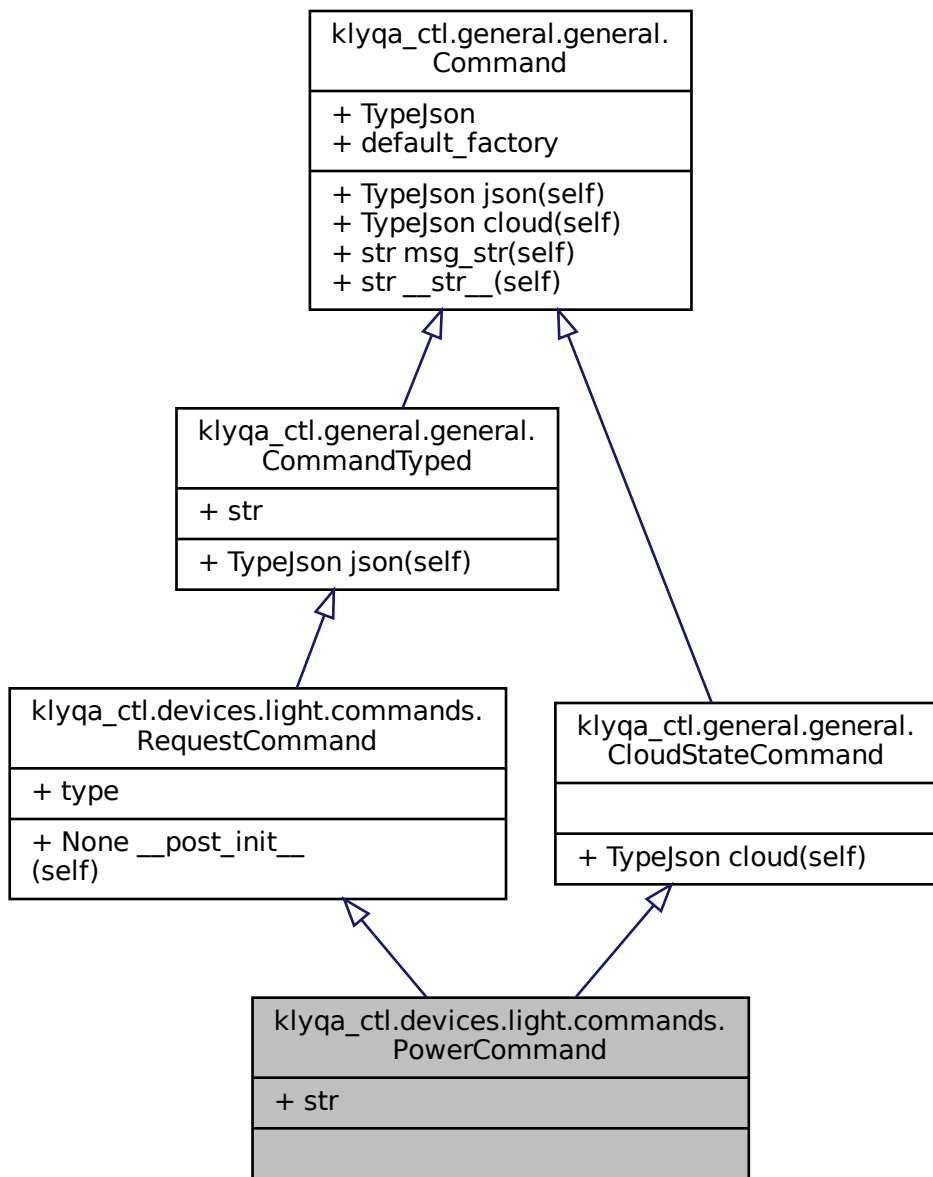 klyqa_ctl.general.general.
Command
+ TypeJson
+ default_factory
+ TypeJson json(self)
+ TypeJson cloud(self)
+ str msg_str(self)
+ str __str__(self)
klyqa_ctl.general.general.
CommandTyped
+ str
+ TypeJson json(self)
klyqa_ctl.devices.light.commands.
RequestCommand
+ type
+ None __post_init__
(self)
klyqa_ctl.general.general.
CloudStateCommand
+ TypeJson cloud(self)
klyqa_ctl.devices.light.commands.
PowerCommand
+ str